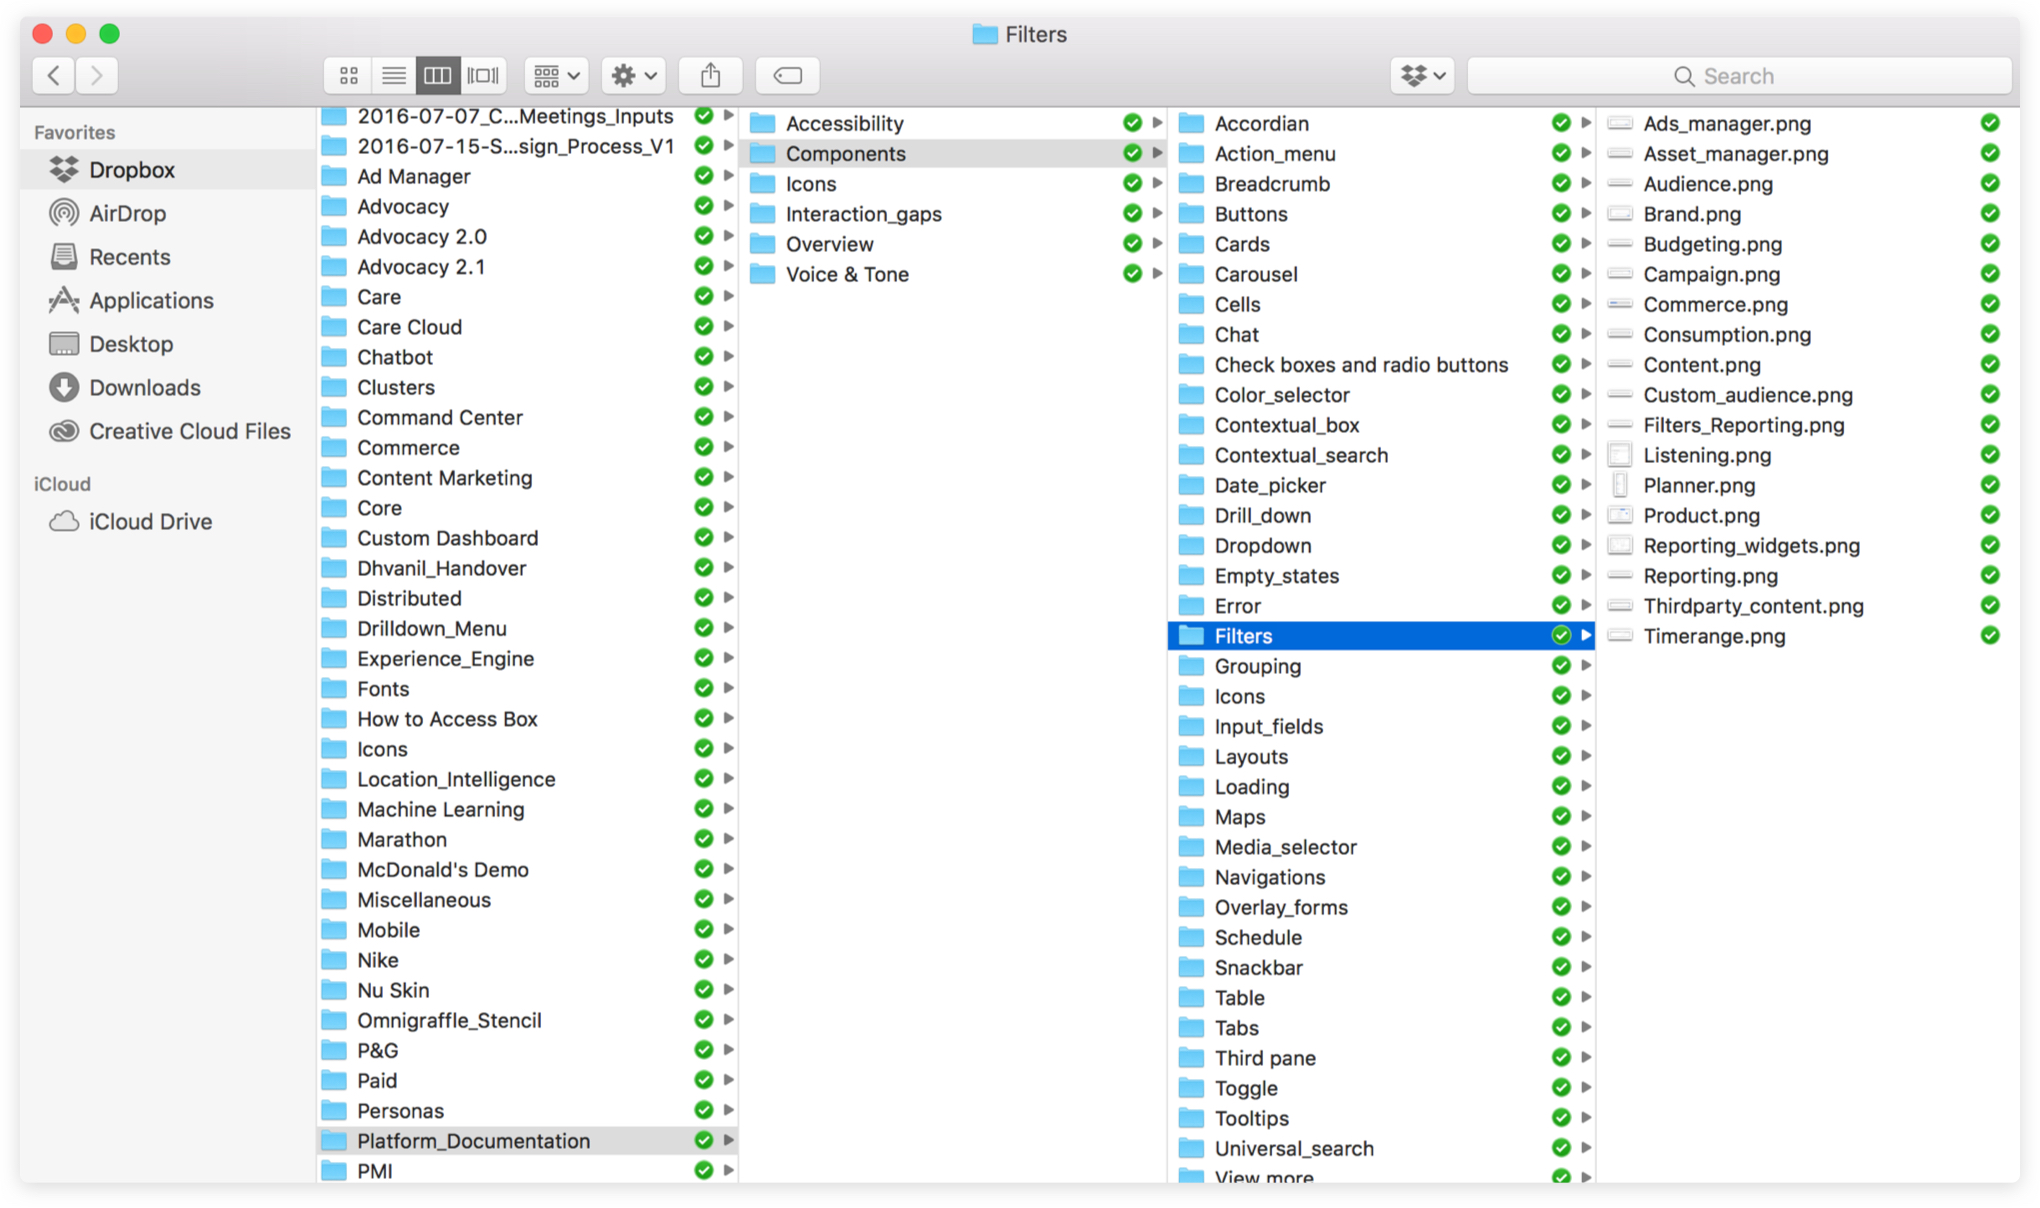 Filters
Search
Favorites
Dropbox
AirDrop
Recents
Applications
Desktop
Downloads
Creative Cloud Files
iCloud
iCloud Drive
2016-07-07_C...Meetings_Inputs
2016-07-15-S...sign_Process_V1
Ad Manager
Advocacy
Advocacy 2.0
Advocacy 2.1
Care
Care Cloud
Chatbot
Clusters
Command Center
Commerce
Content Marketing
Core
Custom Dashboard
Dhvanil_Handover
Distributed
Drilldown_Menu
Experience_Engine
Fonts
How to Access Box
Icons
Location_Intelligence
Machine Learning
Marathon
McDonald's Demo
Miscellaneous
Mobile
Nike
Nu Skin
Omnigraffle_Stencil
P&G
Paid
Personas
Platform_Documentation
PMI
Accessibility
Components
Icons
Interaction_gaps
Overview
Voice & Tone
Accordian
Action_menu
Breadcrumb
Buttons
Cards
Carousel
Cells
Chat
Check boxes and radio buttons
Color_selector
Contextual_box
Contextual_search
Date_picker
Drill_down
Dropdown
Empty_states
Error
Filters
Grouping
Icons
Input_fields
Layouts
Loading
Maps
Media_selector
Navigations
Overlay_forms
Schedule
Snackbar
Table
Tabs
Third pane
Toggle
Tooltips
Universal_search
View more
Ads_manager.png
Asset_manager.png
Audience.png
Brand.png
Budgeting.png
Campaign.png
Commerce.png
Consumption.png
Content.png
Custom_audience.png
Filters_Reporting.png
Listening.png
Planner.png
Product.png
Reporting_widgets.png
Reporting.png
Thirdparty_content.png
Timerange.png